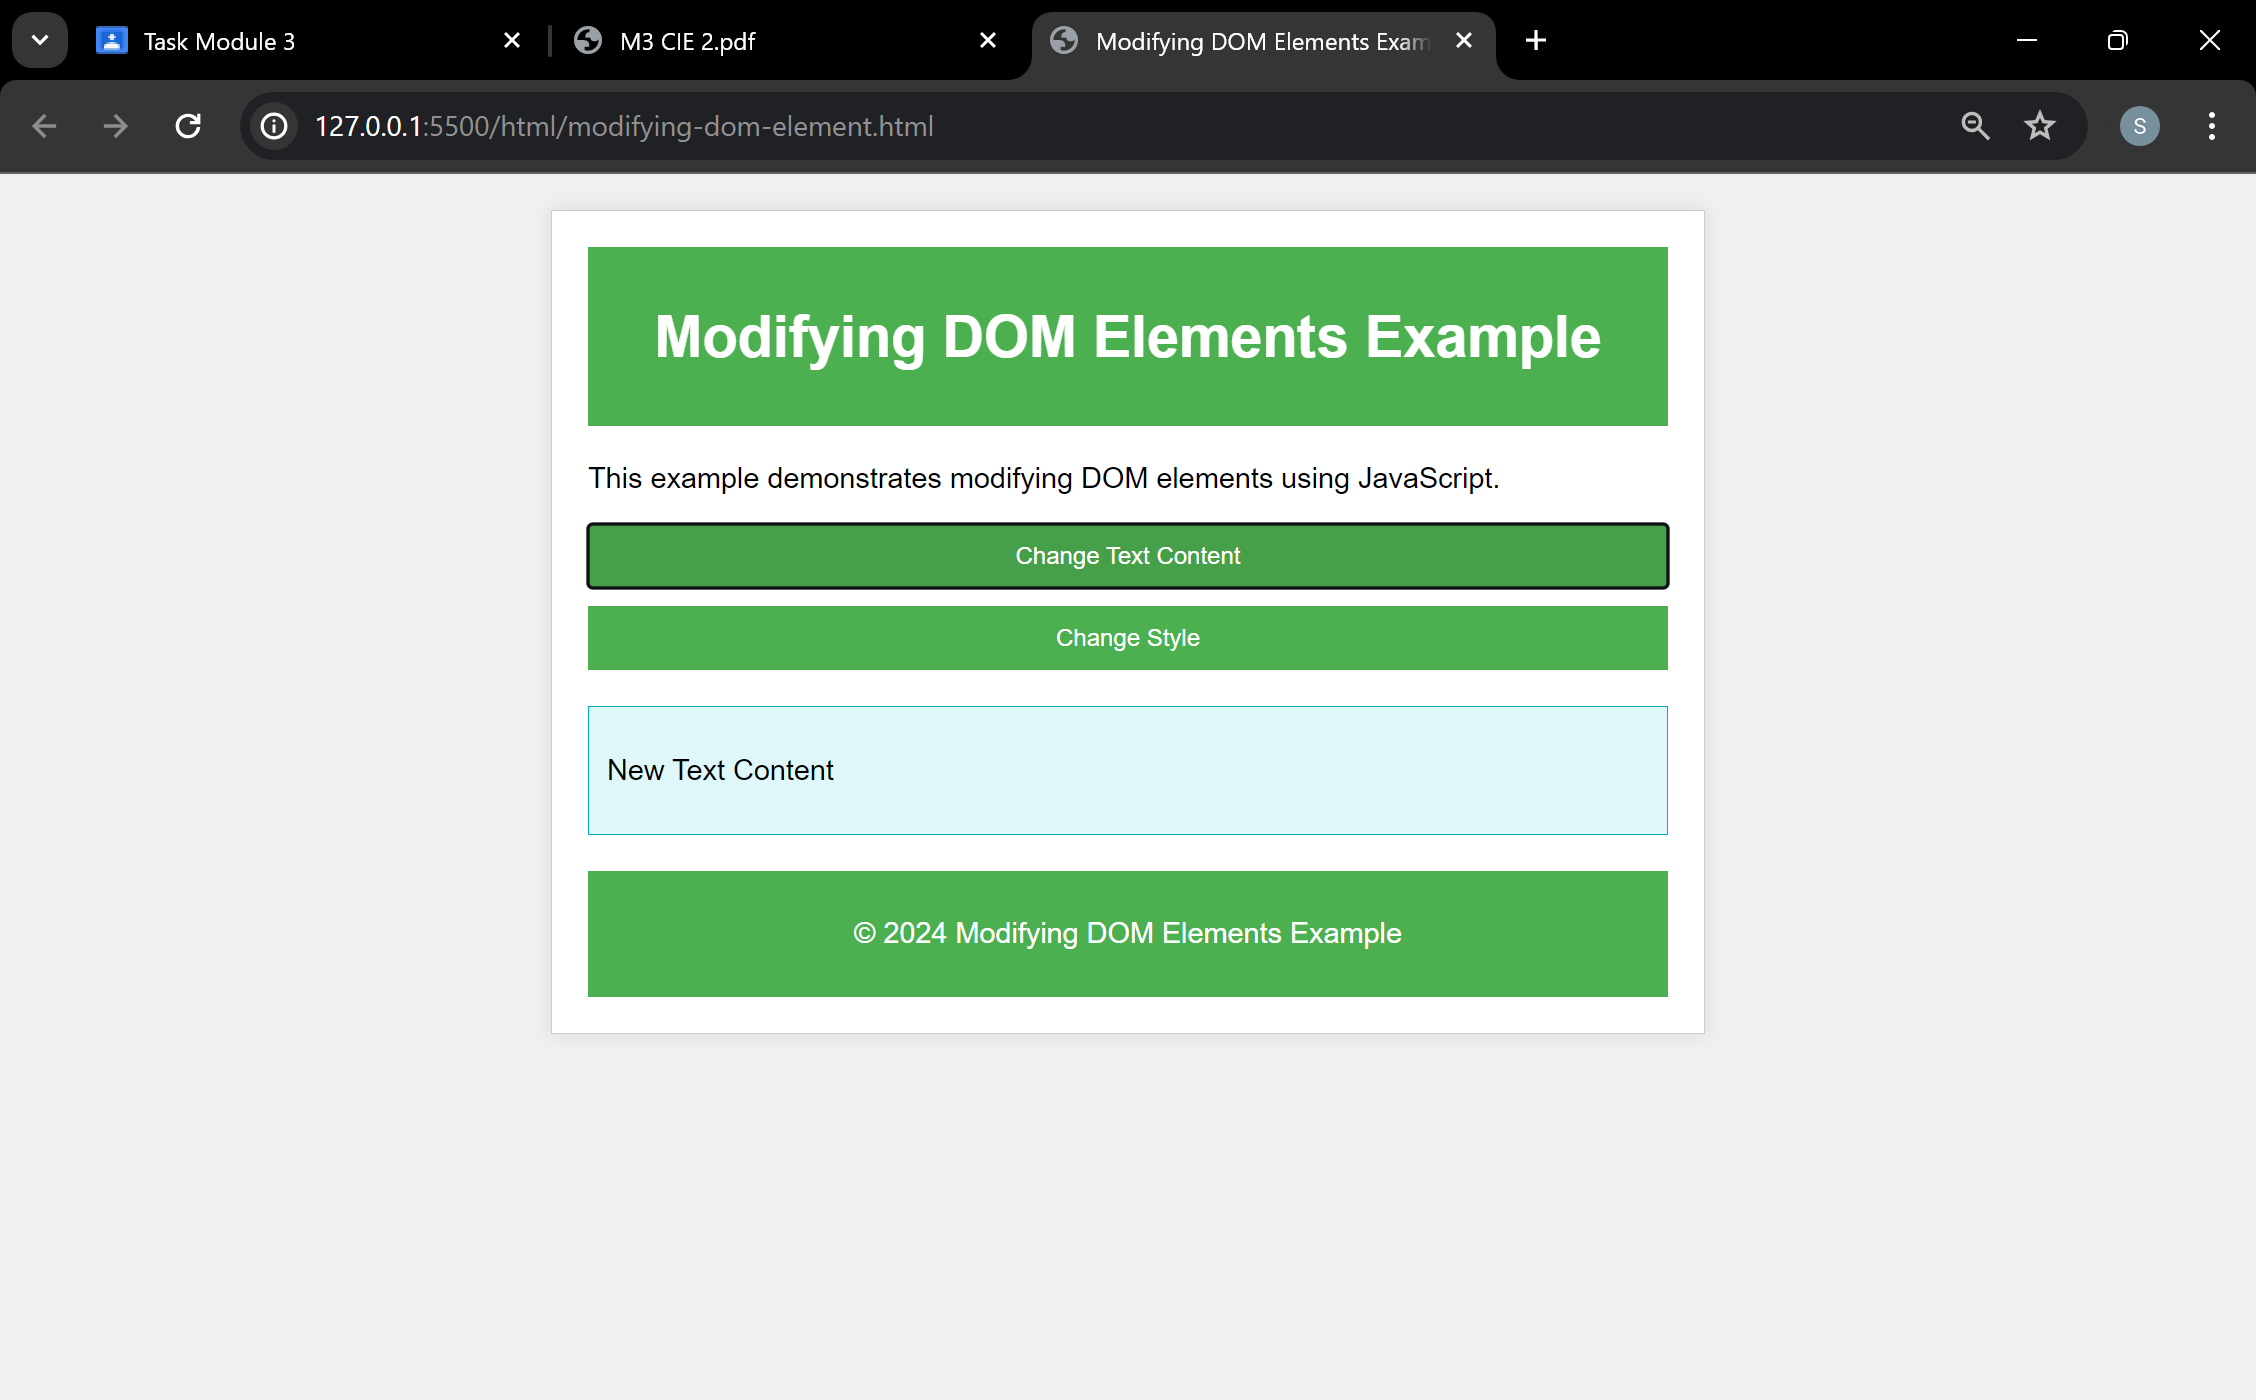 Task Module 3
M3 CIE 2.pdf
Modifying DOM Elements Exam
127.0.0.1:5500/html/modifying-dom-element.html
S
Modifying DOM Elements Example
This example demonstrates modifying DOM elements using JavaScript.
Change Text Content
Change Style
New Text Content
© 2024 Modifying DOM Elements Example